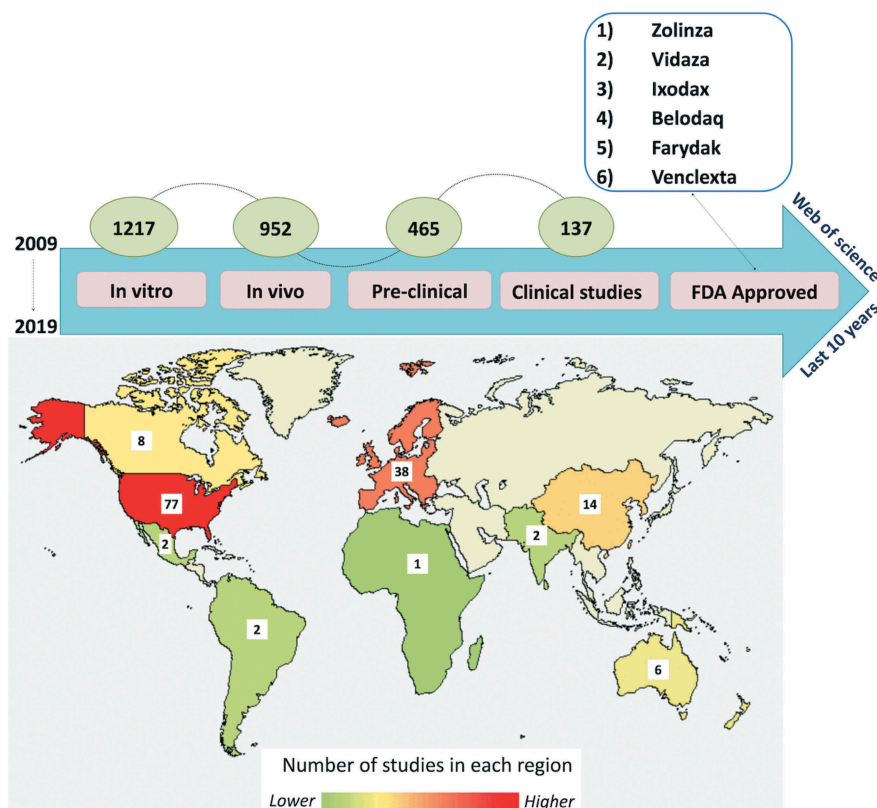 1) Zolinza
2) Vidaza
3) Ixodax
4) Belodaq
5) Farydak
6) Venclexta
Web of science
1217 952 465 137
2009
In vitro In vivo Pre-clinical Clinical studies FDA Approved
2019
Last 10 years
8
38
77
14
2
2
1
2
6
Number of studies in each region
Lower Higher